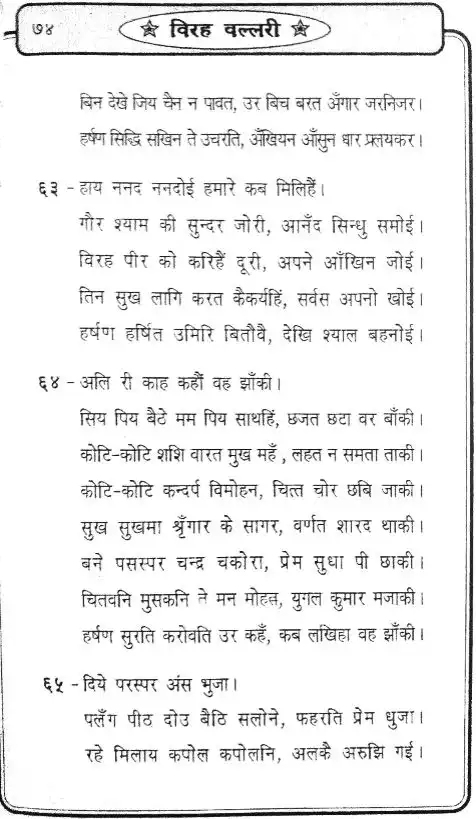 ७४
★ विरह वल्लरी ★
बिन देखे जिय चैन न पावत, उर बिच बरत अँगार जरनिजर।
हर्षण सिद्धि सखिन ते उचरति, अँखियन आँसुन धार प्रलयकर।
६३ - हाय ननद ननदोई हमारे कब मिलिहैं।
गौर श्याम की सुन्दर जोरी, आनँद सिन्धु समोई।
विरह पीर को करिहैं दूरी, अपने आँखिन जोई।
तिन सुख लागि करत कैकर्यहिं, सर्वस अपनो खोई।
हर्षण हर्षित उमिरि बितौवै, देखि श्याल बहनोई।
६४ - अलि री काह कहौं वह झाँकी।
सिय पिय बैठे मम पिय साथहिं, छजत छटा वर बाँकी।
कोटि-कोटि शशि वारत मुख महँ, लहत न समता ताकी।
कोटि-कोटि कन्दर्प विमोहन, चित्त चोर छबि जाकी।
सुख सुखमा श्रृँगार के सागर, वर्णत शारद थाकी।
बने पसस्पर चन्द्र चकोरा, प्रेम सुधा पी छाकी।
चितवनि मुसकनि ते मन मोहत, युगल कुमार मजाकी।
हर्षण सुरति करोवति उर कहँ, कब लखिहा वह झाँकी।
६५ - दिये परस्पर अंस भुजा।
पलँग पीठ दोउ बैठि सलोने, फहरति प्रेम धुजा।
रहे मिलाय कपोल कपोलनि, अलकै अरुझि गई।